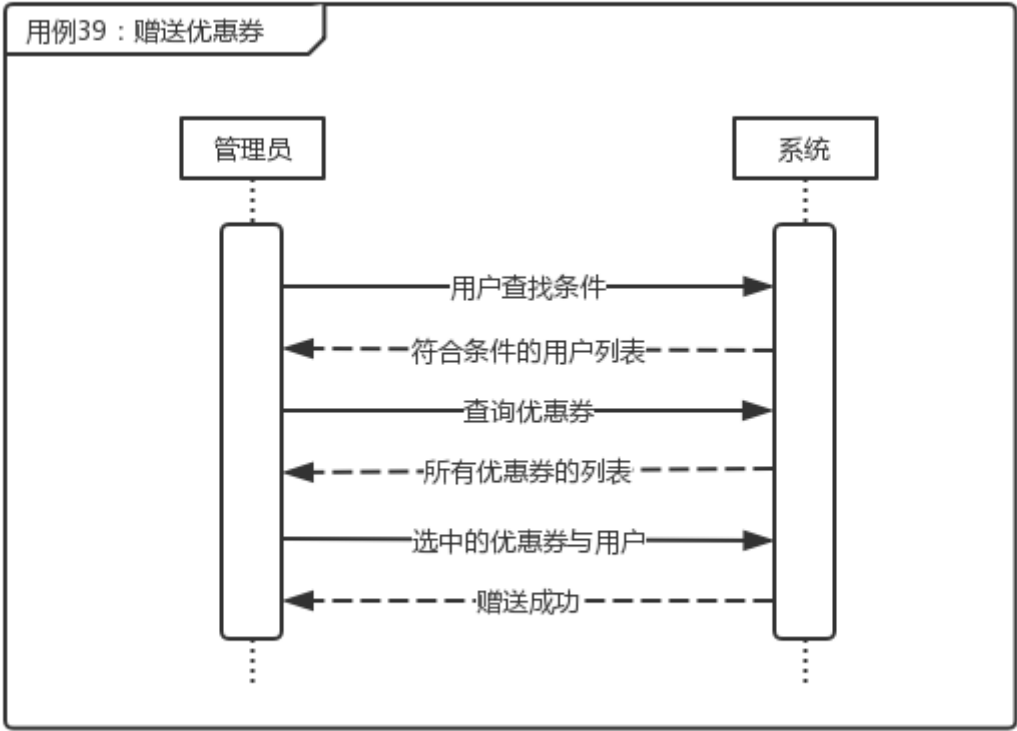 用例39：赠送优惠券
管理员
系统
用户查找条件
符合条件的用户列表
查询优惠券
所有优惠券的列表
选中的优惠券与用户
赠送成功